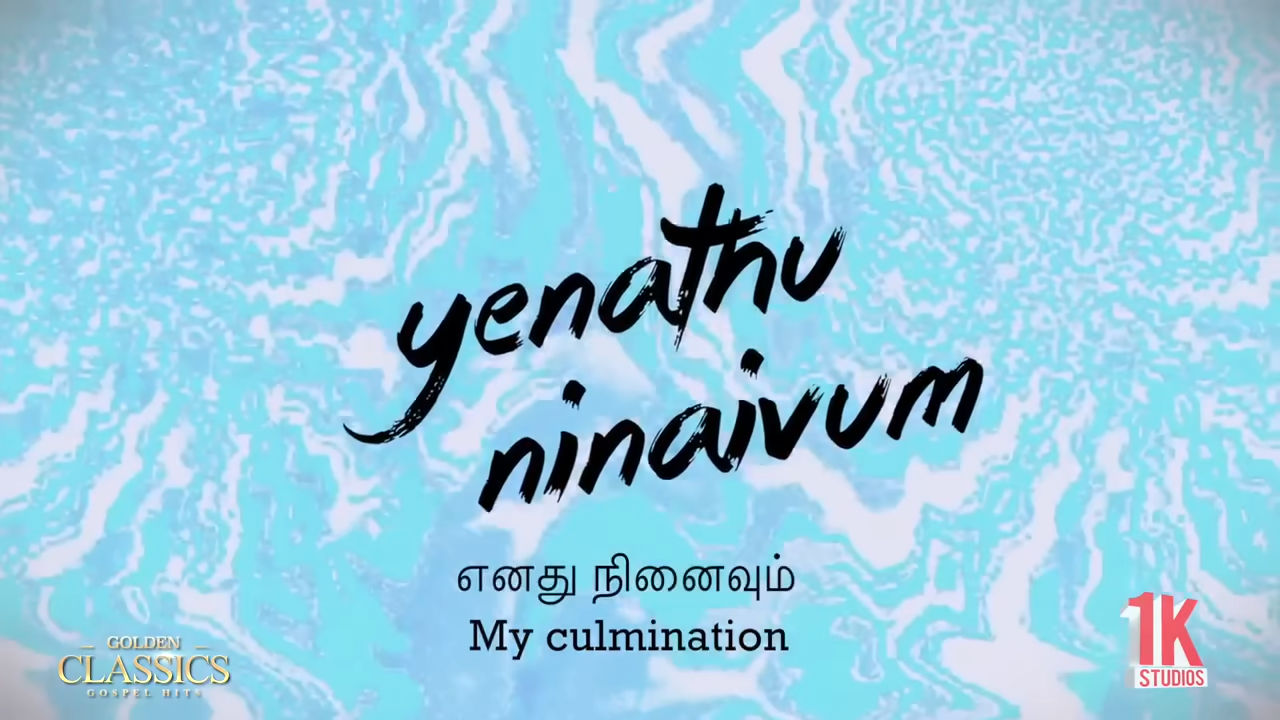 yenathu
ninaivum
எனது நினைவும்
My culmination
GOLDEN
CLASSICS
GOSPEL HITS
1K
STUDIOS